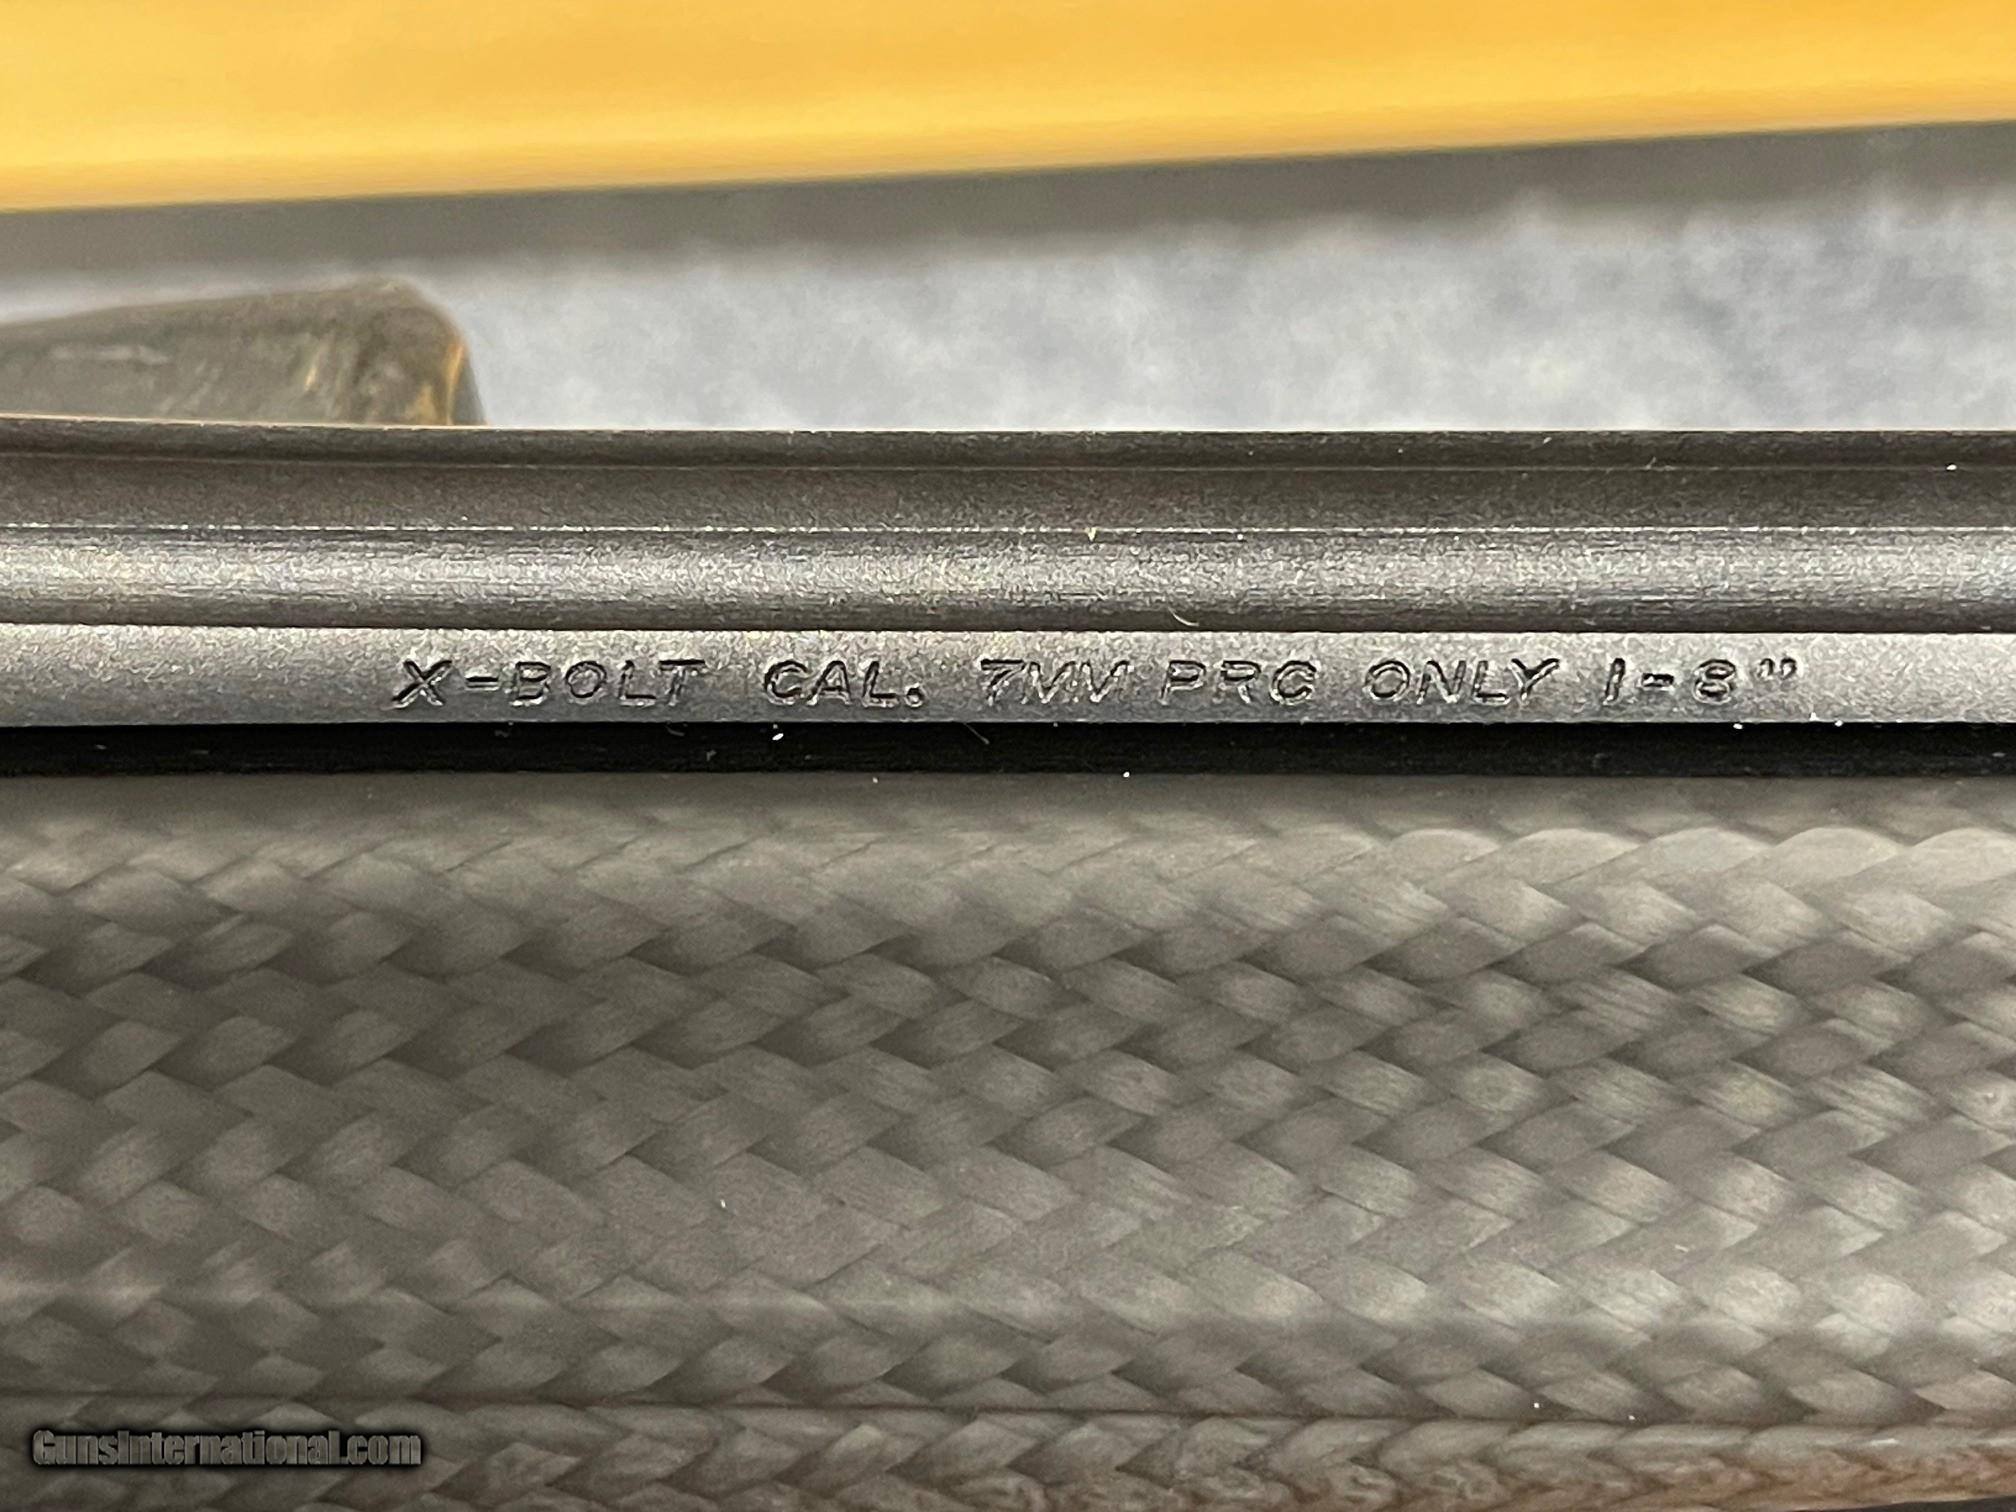 X-BOLT CAL. 7MM PRC ONLY 1-8"
GunsInternational.com